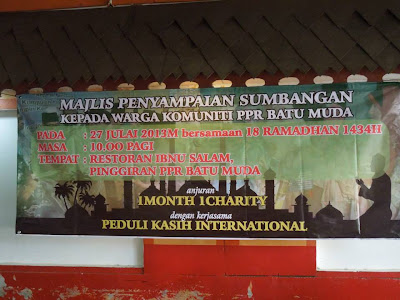 MAJLIS PENYAMPAIAN SUMBANGAN
KEPADA WARGA KOMUNITI PPR BATU MUDA
PADA : 27 JULAI 2013M bersamaan 18 RAMADHAN 1434H
MASA : 10.00 PAGI
TEMPAT : RESTORAN IBNU SALAM,
PINGGIRAN PPR BATU MUDA
anjuran
1MONTH 1CHARITY
dengan kerjasama
PEDULI KASIH INTERNATIONAL